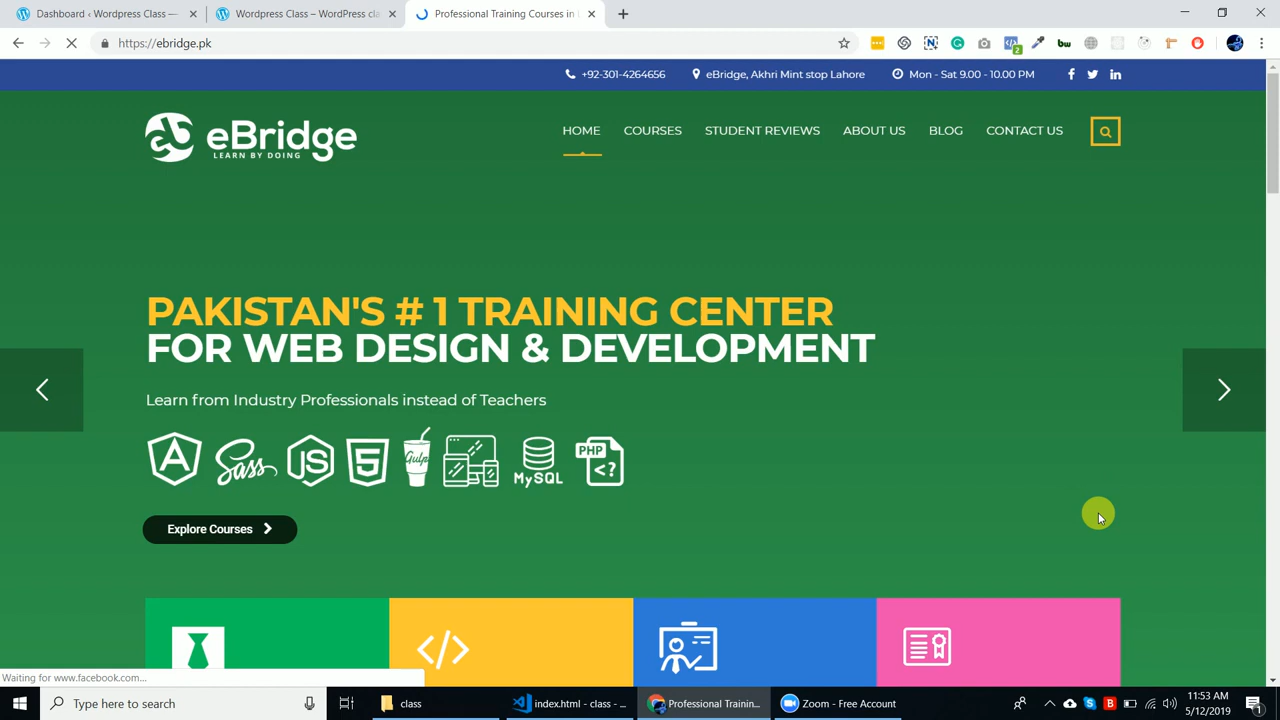 Dashboard ‹ Wordpress Class —
Wordpress Class – WordPress cla
Professional Training Courses in
https://ebridge.pk
2
+92-301-4264656
eBridge, Akhri Mint stop Lahore
Mon - Sat 9.00 - 10.00 PM
eBridge
LEARN BY DOING
HOME
COURSES
STUDENT REVIEWS
ABOUT US
BLOG
CONTACT US
PAKISTAN'S # 1 TRAINING CENTER
FOR WEB DESIGN & DEVELOPMENT
Learn from Industry Professionals instead of Teachers
A
Sass
JS
5
Gulp
MySQL
PHP
<?
Explore Courses
</>
Waiting for www.facebook.com...
Type here to search
class
index.html - class - ...
Professional Trainin...
Zoom - Free Account
11:53 AM
5/12/2019
1